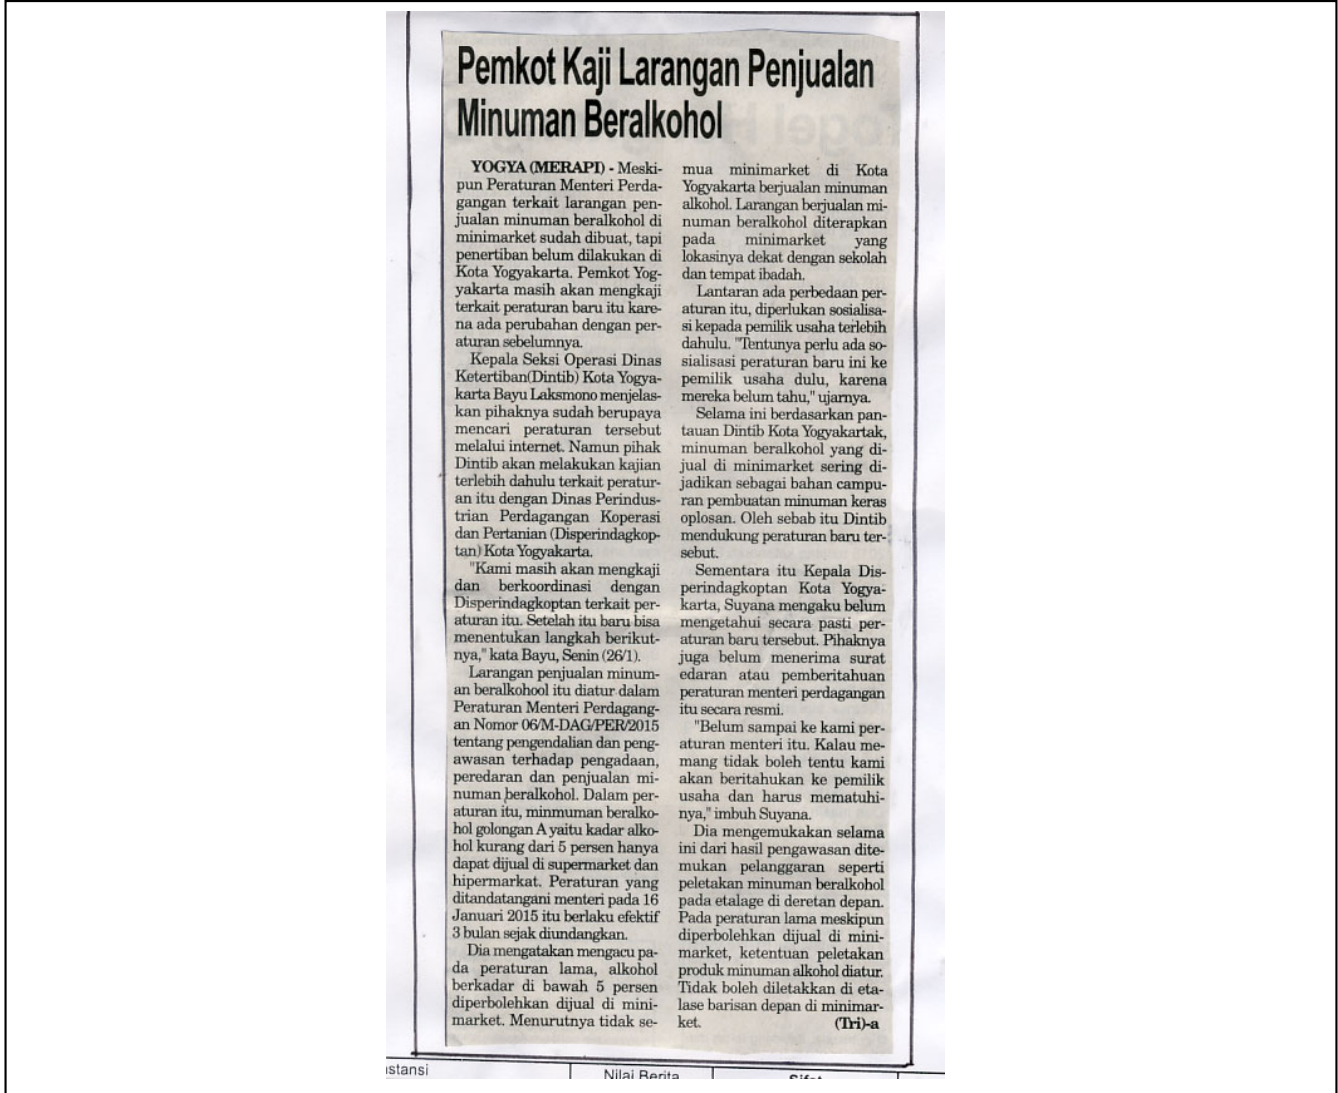 Pemkot Kaji Larangan Penjualan
Minuman Beralkohol
YOGYA (MERAPI) - Meski-
pun Peraturan Menteri Perda-
gangan terkait larangan pen-
jualan minuman beralkohol di
minimarket sudah dibuat, tapi
penertiban belum dilakukan di
Kota Yogyakarta. Pemkot Yog-
yakarta masih akan mengkaji
terkait peraturan baru itu kare-
na ada perubahan dengan per-
aturan sebelumnya.
Kepala Seksi Operasi Dinas
Ketertiban(Dintib) Kota Yogya-
karta Bayu Laksmono menjelas-
kan pihaknya sudah berupaya
mencari peraturan tersebut
melalui internet. Namun pihak
Dintib akan melakukan kajian
terlebih dahulu terkait peratur-
an itu dengan Dinas Perindus-
trian Perdagangan Koperasi
dan Pertanian (Disperindagkop-
tan) Kota Yogyakarta.
"Kami masih akan mengkaji
dan berkoordinasi dengan
Disperindagkoptan terkait per-
aturan itu. Setelah itu baru bisa
menentukan langkah berikut-
nya," kata Bayu, Senin (26/1).
Larangan penjualan minum-
an beralkohool itu diatur dalam
Peraturan Menteri Perdagang-
an Nomor 06/M-DAG/PER/2015
tentang pengendalian dan peng-
awasan terhadap pengadaan,
peredaran dan penjualan mi-
numan beralkohol. Dalam per-
aturan itu, minmuman beralko-
hol golongan A yaitu kadar alko-
hol kurang dari 5 persen hanya
dapat dijual di supermarket dan
hipermarkat. Peraturan yang
ditandatangani menteri pada 16
Januari 2015 itu berlaku efektif
3 bulan sejak diundangkan.
Dia mengatakan mengacu pa-
da peraturan lama, alkohol
berkadar di bawah 5 persen
diperbolehkan dijual di mini-
market. Menurutnya tidak se-
mua minimarket di Kota
Yogyakarta berjualan minuman
alkohol. Larangan berjualan mi-
numan beralkohol diterapkan
pada minimarket yang
lokasinya dekat dengan sekolah
dan tempat ibadah.
Lantaran ada perbedaan per-
aturan itu, diperlukan sosialisa-
si kepada pemilik usaha terlebih
dahulu. "Tentunya perlu ada so-
sialisasi peraturan baru ini ke
pemilik usaha dulu, karena
mereka belum tahu," ujarnya.
Selama ini berdasarkan pan-
tauan Dintib Kota Yogyakartak,
minuman beralkohol yang di-
jual di minimarket sering di-
jadikan sebagai bahan campu-
ran pembuatan minuman keras
oplosan. Oleh sebab itu Dintib
mendukung peraturan baru ter-
sebut.
Sementara itu Kepala Dis-
perindagkoptan Kota Yogya-
karta, Suyana mengaku belum
mengetahui secara pasti per-
aturan baru tersebut. Pihaknya
juga belum menerima surat
edaran atau pemberitahuan
peraturan menteri perdagangan
itu secara resmi.
"Belum sampai ke kami per-
aturan menteri itu. Kalau me-
mang tidak boleh tentu kami
akan beritahukan ke pemilik
usaha dan harus mematuhi-
nya," imbuh Suyana.
Dia mengemukakan selama
ini dari hasil pengawasan dite-
mukan pelanggaran seperti
peletakan minuman beralkohol
pada etalage di deretan depan.
Pada peraturan lama meskipun
diperbolehkan dijual di mini-
market, ketentuan peletakan
produk minuman alkohol diatur.
Tidak boleh diletakkan di eta-
lase barisan depan di minimar-
ket. (Tri)-a
stansi Nilai Berita